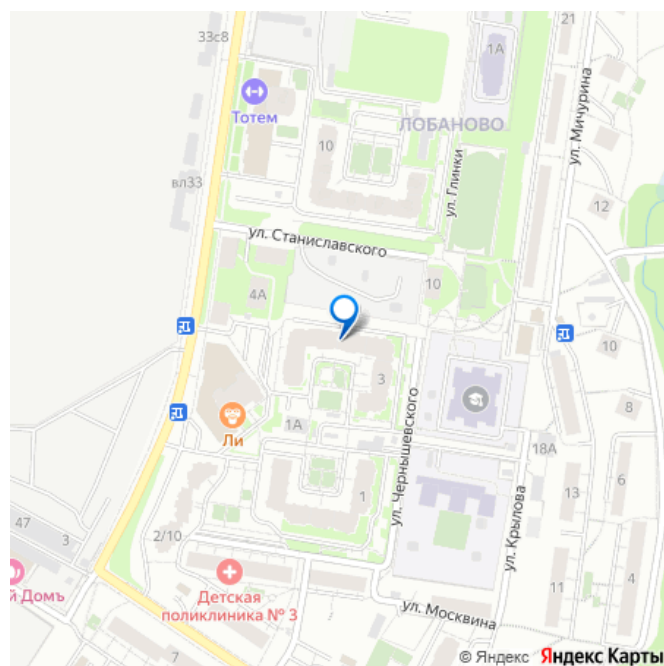 33с8
21
1А
Тотем
ЛОБАНОВО
ул. Мичурина
10
ул. Глинки
вл33
12
ул. Станиславского
10
4А
10
3
8
Ли
1А
ул. Чернышевского
18А
6
13
1
47
3
2/10
ул. Крылова
й Домъ
Детская
поликлиника № 3
11
4
ул. Москвина
7
© Яндекс Яндекс Карты